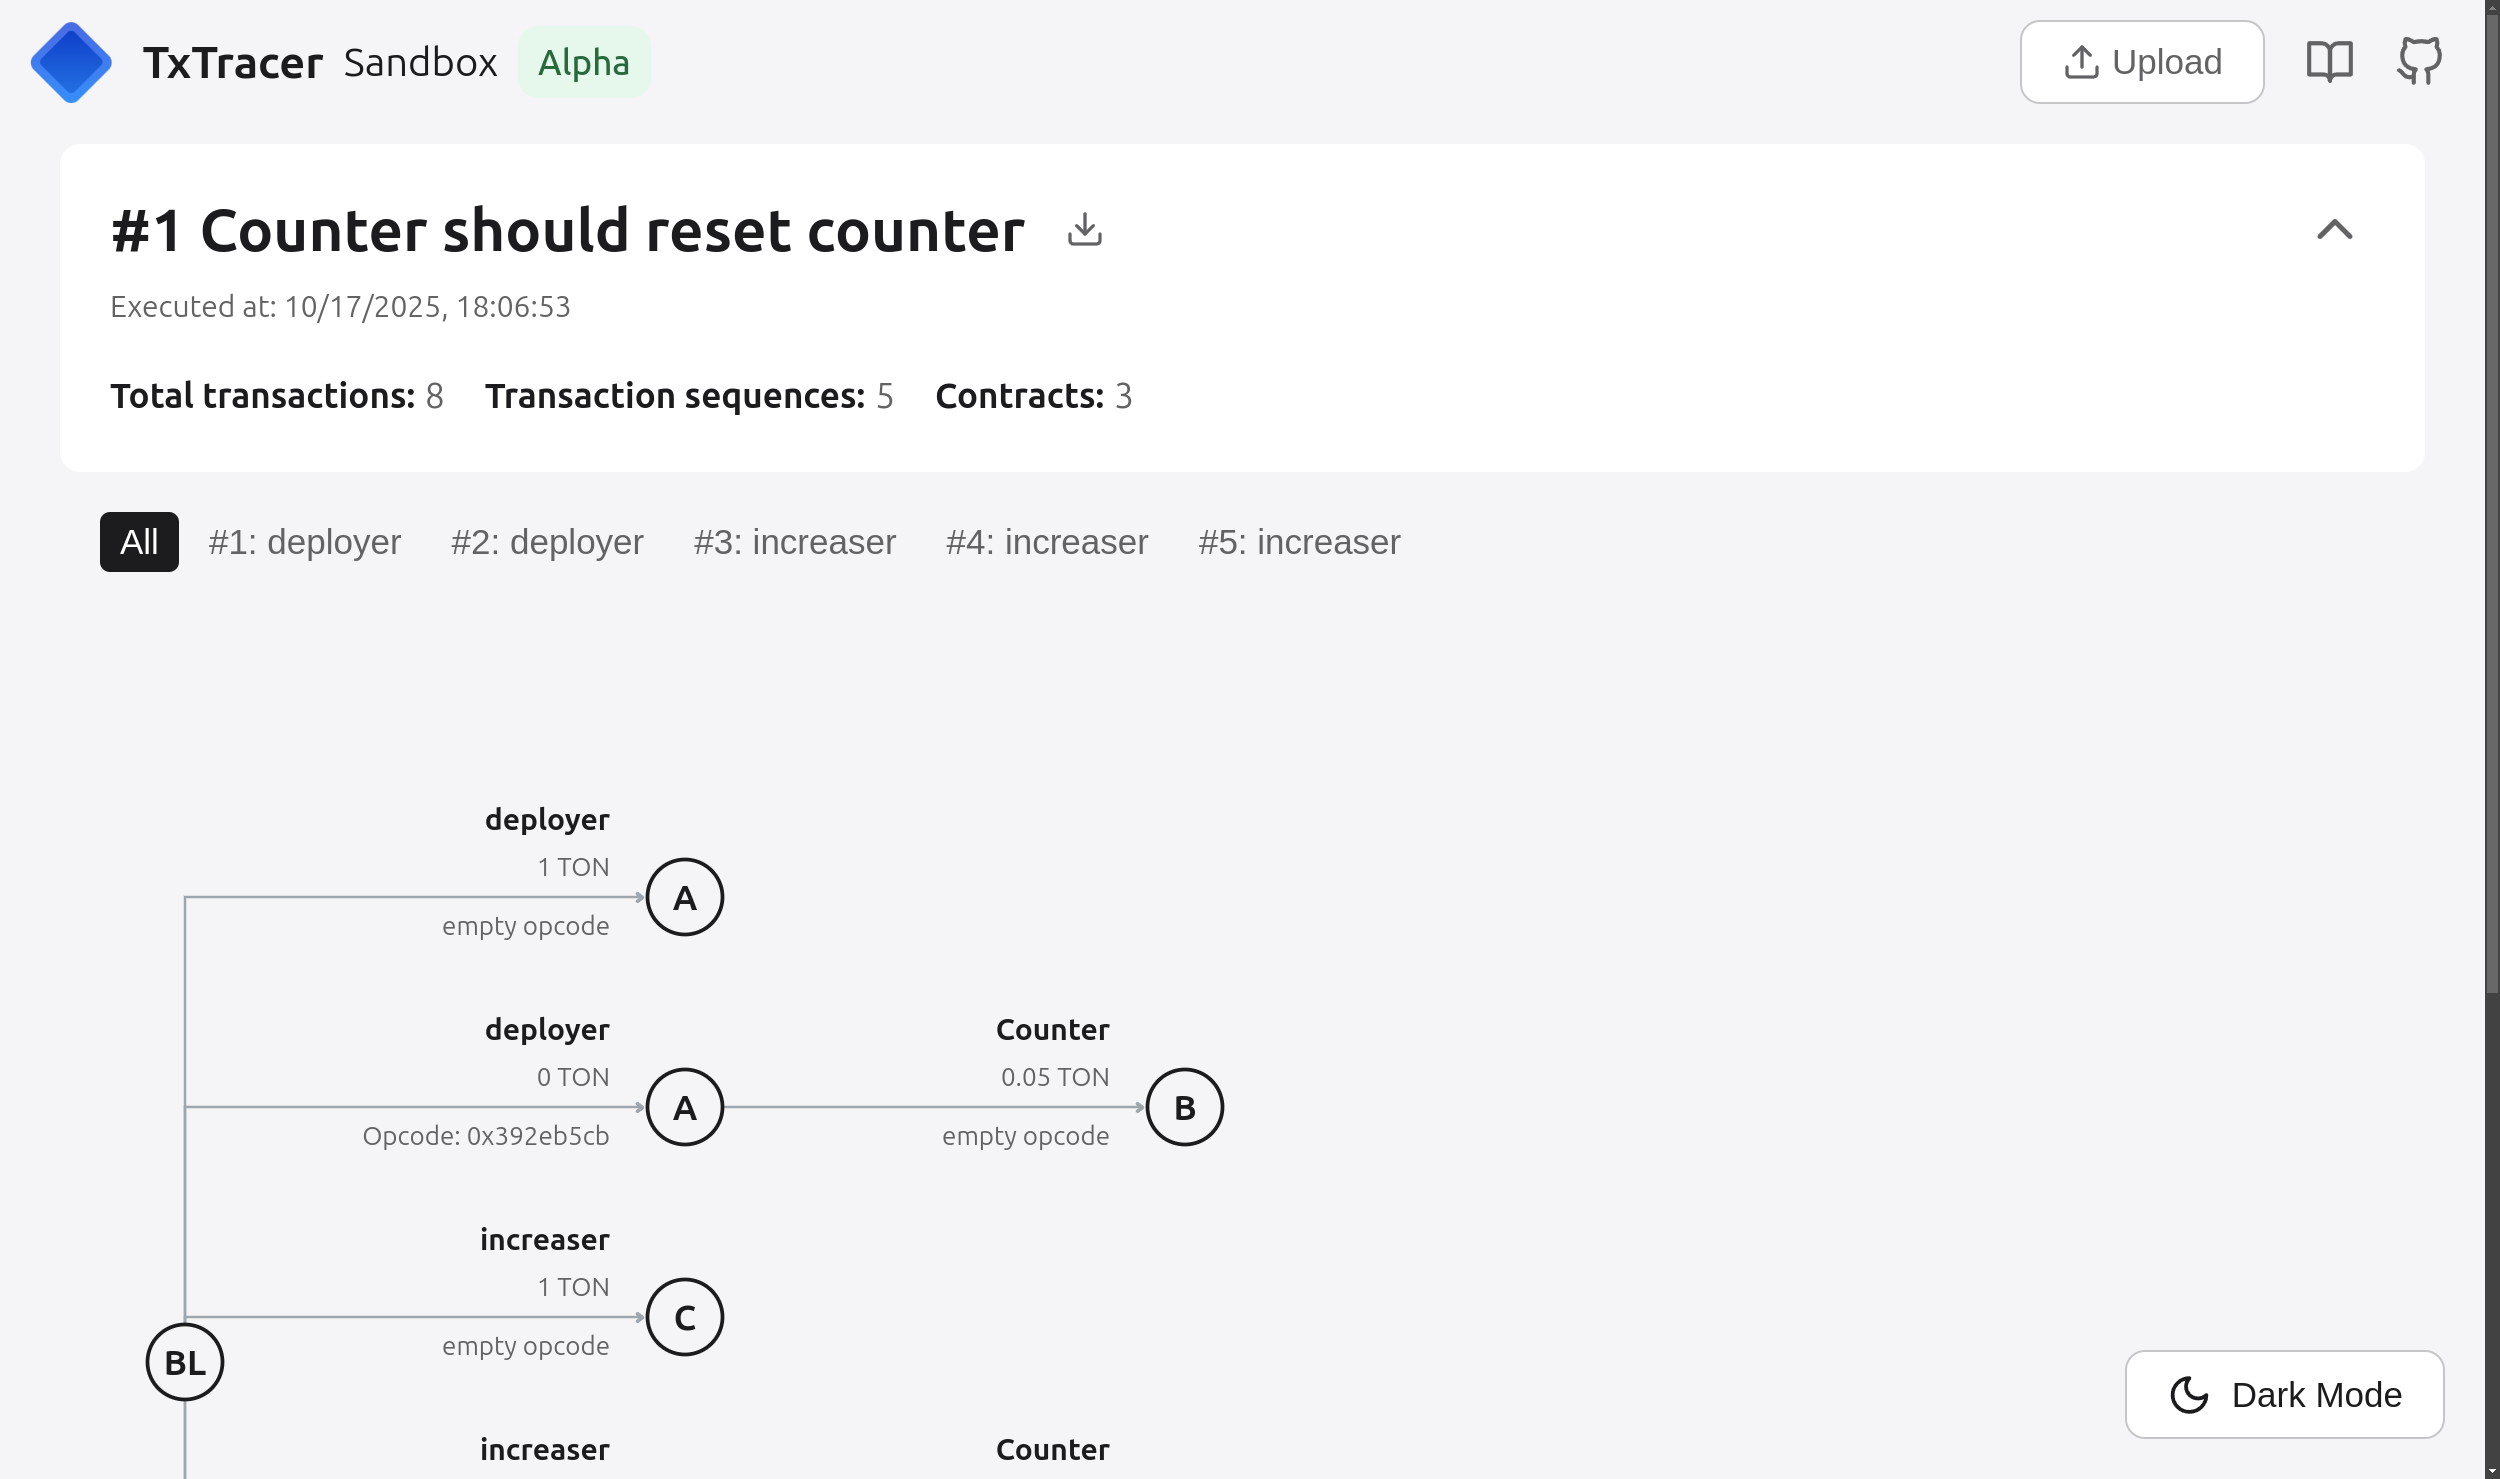 TxTracer Sandbox Alpha Upload
#1 Counter should reset counter
Executed at: 10/17/2025, 18:06:53
Total transactions: 8 Transaction sequences: 5 Contracts: 3
All #1: deployer #2: deployer #3: increaser #4: increaser #5: increaser
deployer
1 TON
A
empty opcode
deployer Counter
0 TON 0.05 TON
A B
Opcode: 0x392eb5cb empty opcode
increaser
1 TON
C
empty opcode
BL
Dark Mode
increaser Counter